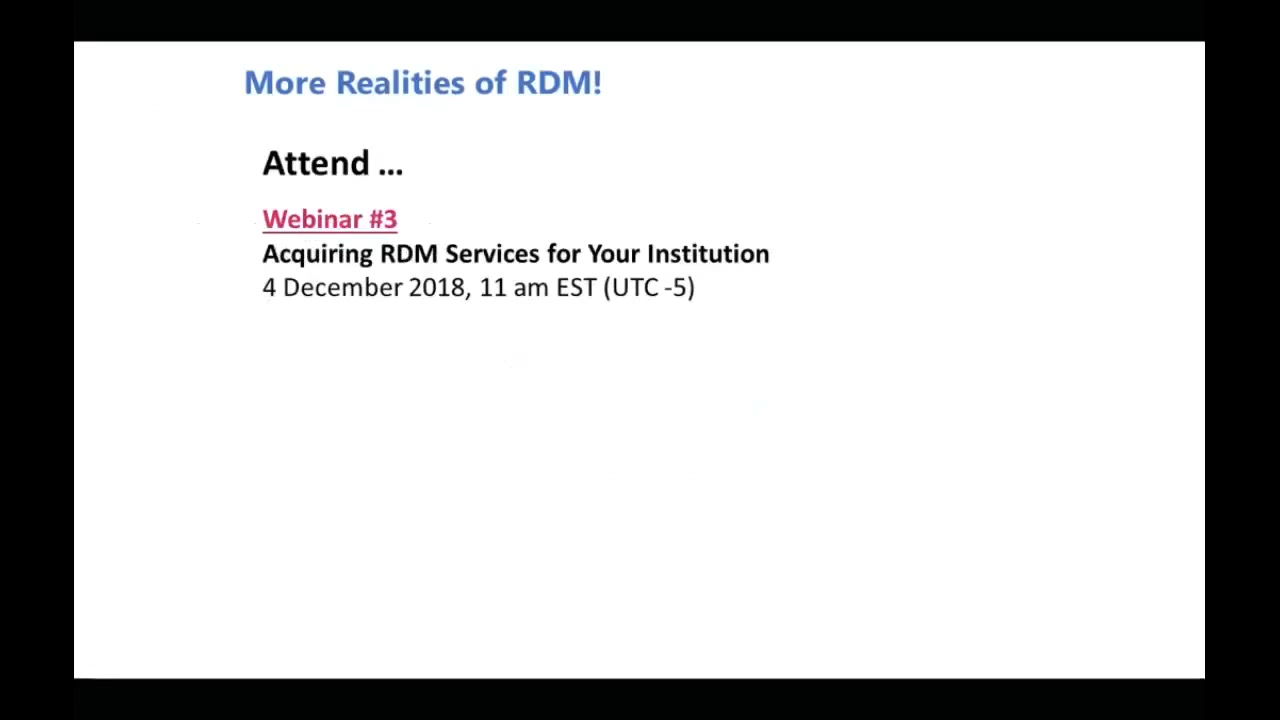 More Realities of RDM!
Attend ...
Webinar #3
Acquiring RDM Services for Your Institution
4 December 2018, 11 am EST (UTC -5)